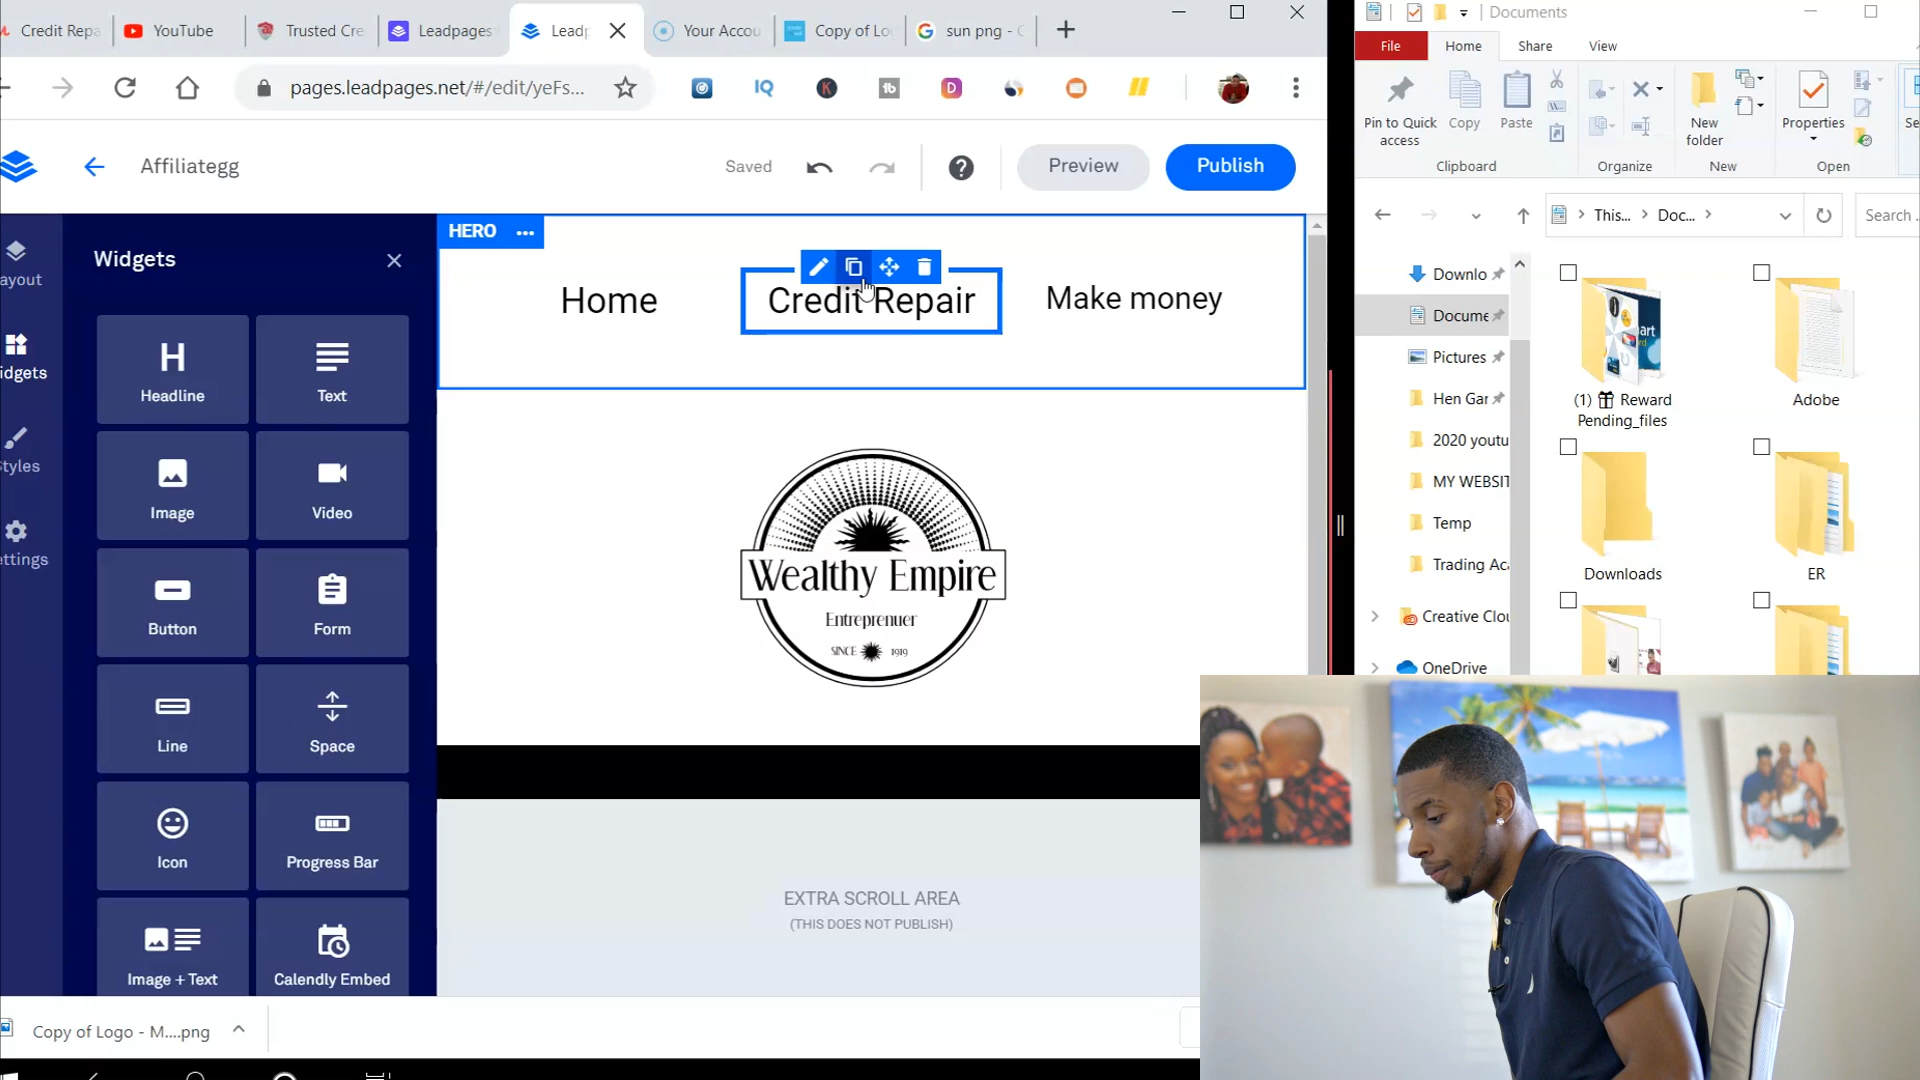 Credit Repa
YouTube
Trusted Cre
Leadpages
Leadp
Your Accou
Copy of Lo
sun png - G
pages.leadpages.net/#/edit/yeFs...
IQ
K
tb
D
Affiliategg
Saved
Preview
Publish
ayout
idgets
Styles
ettings
Widgets
H
Headline
Text
Image
Video
Button
Form
Line
Space
Icon
Progress Bar
Image + Text
Calendly Embed
HERO ...
Home
Credit Repair
Make money
Wealthy Empire
Entreprenuer
SINCE 1919
EXTRA SCROLL AREA
(THIS DOES NOT PUBLISH)
Copy of Logo - M....png
Documents
File
Home
Share
View
Pin to Quick
access
Copy
Paste
New
folder
Properties
Clipboard
Organize
New
Open
This...
Doc...
Search
Downlo
Docume
Pictures
Hen Gar
2020 youtu
MY WEBSIT
Temp
Trading Aca
Creative Clou
OneDrive
(1) 🎁 Reward
Pending_files
Adobe
Downloads
ER